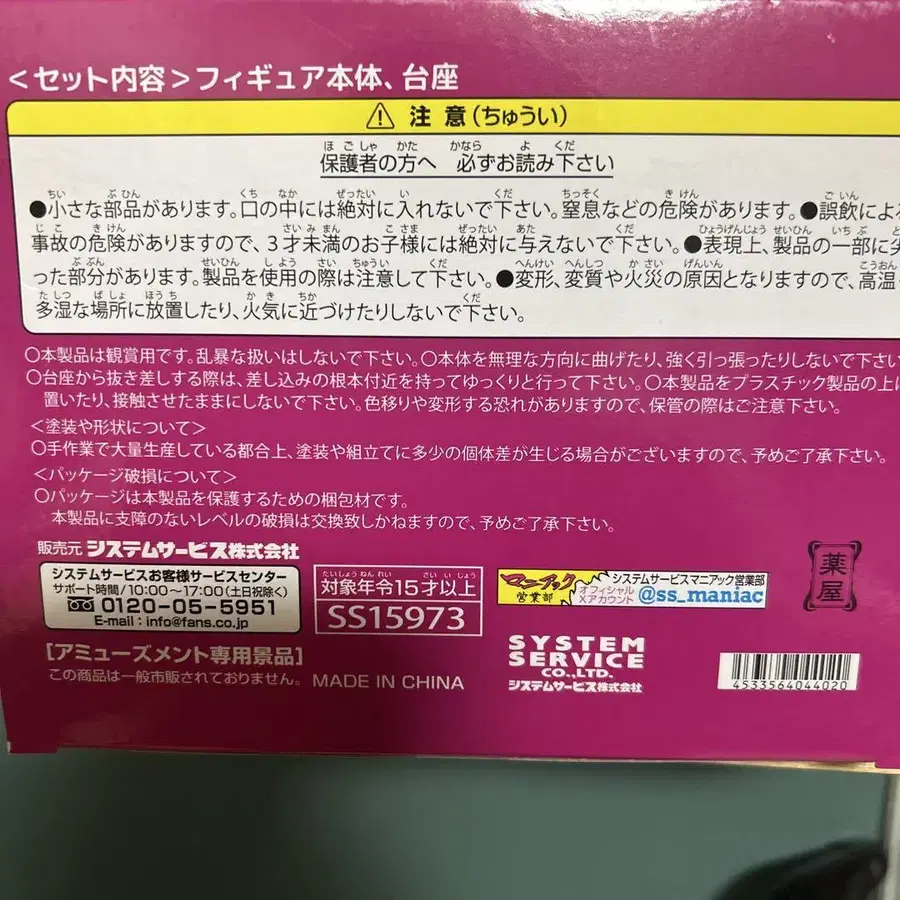 <セット内容>フィギュア本体、台座
注意(ちゅうい)
保護者の方へ 必ずお読み下さい
●小さな部品があります。口の中には絶対に入れないで下さい。窒息などの危険があります。●誤飲による
事故の危険がありますので、3才未満のお子様には絶対に与えないで下さい。●表現上、製品の一部に尖
った部分があります。製品を使用の際は注意して下さい。●変形、変質や火災の原因となりますので、高温
多湿な場所に放置したり、火気に近づけたりしないで下さい。
○本製品は観賞用です。乱暴な扱いはしないで下さい。○本体を無理な方向に曲げたり、強く引っ張ったりしないで下さい
○台座から抜き差しする際は、差し込みの根本付近を持ってゆっくりと行って下さい。○本製品をプラスチック製品の上に
置いたり、接触させたままにしないで下さい。色移りや変形する恐れがありますので、保管の際はご注意下さい。
<塗装や形状について>
○手作業で大量生産している都合上、塗装や組立てに多少の個体差が生じる場合がございますので、予めご了承下さい。
<パッケージ破損について>
○パッケージは本製品を保護するための梱包材です。
本製品に支障のないレベルの破損は交換致しかねますので、予めご了承下さい。
販売元 システムサービス株式会社
システムサービスお客様サービスセンター
サポート時間/10:00〜17:00(土日祝除く)
0120-05-5951
E-mail:info@fans.co.jp
対象年令15才以上
SS15973
マニアック
営業部
システムサービスマニアック営業部
オフィシャル
Xアカウント
@ss_maniac
薬屋
[アミューズメント専用景品]
この商品は一般市販されておりません。
MADE IN CHINA
SYSTEM
SERVICE
CO.,LTD.
システムサービス株式会社
4533564044020